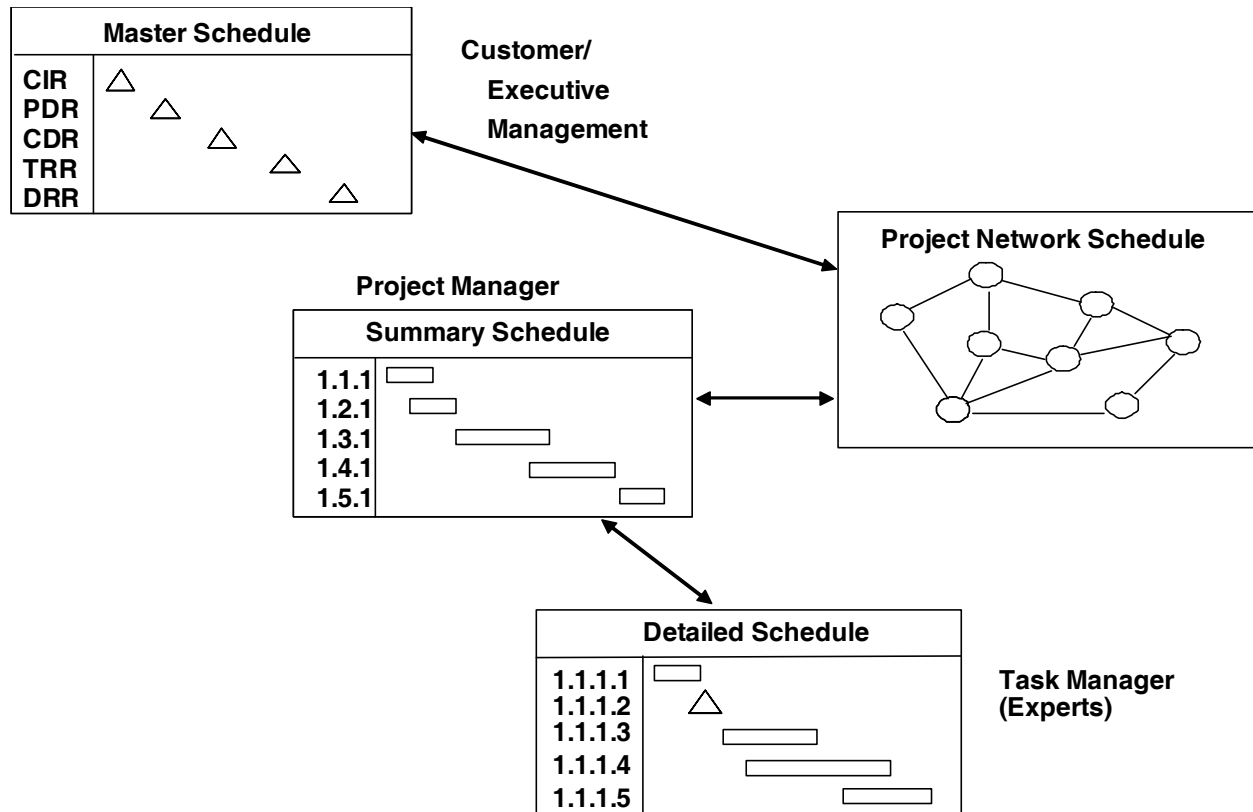 Master Schedule
CIR
PDR
CDR
TRR
DRR
Customer/
Executive
Management
Project Network Schedule
Project Manager
Summary Schedule
1.1.1
1.2.1
1.3.1
1.4.1
1.5.1
Detailed Schedule
1.1.1.1
1.1.1.2
1.1.1.3
1.1.1.4
1.1.1.5
Task Manager
(Experts)